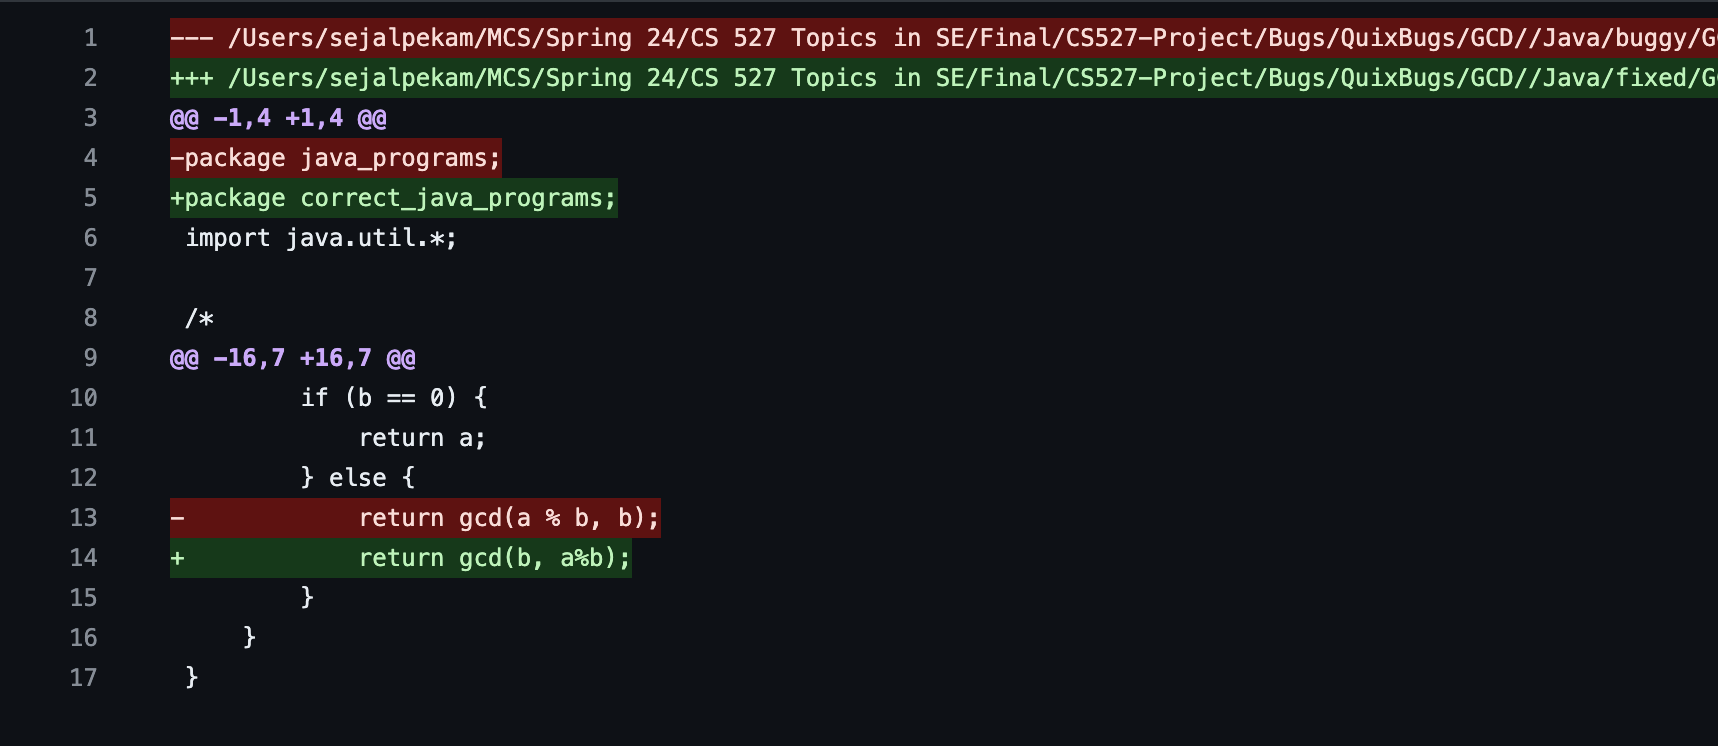 1 --- /Users/sejalpekam/MCS/Spring 24/CS 527 Topics in SE/Final/CS527-Project/Bugs/QuixBugs/GCD//Java/buggy/G
2 +++ /Users/sejalpekam/MCS/Spring 24/CS 527 Topics in SE/Final/CS527-Project/Bugs/QuixBugs/GCD//Java/fixed/G
3 @@ -1,4 +1,4 @@
4 -package java_programs;
5 +package correct_java_programs;
6  import java.util.*;
7
8  /*
9 @@ -16,7 +16,7 @@
10          if (b == 0) {
11              return a;
12          } else {
13 -            return gcd(a % b, b);
14 +            return gcd(b, a%b);
15          }
16      }
17  }